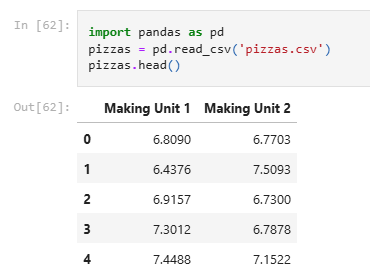 In [62]:
import pandas as pd
pizzas = pd.read_csv('pizzas.csv')
pizzas.head()
Out[62]:
Making Unit 1 Making Unit 2
0 6.8090 6.7703
1 6.4376 7.5093
2 6.9157 6.7300
3 7.3012 6.7878
4 7.4488 7.1522